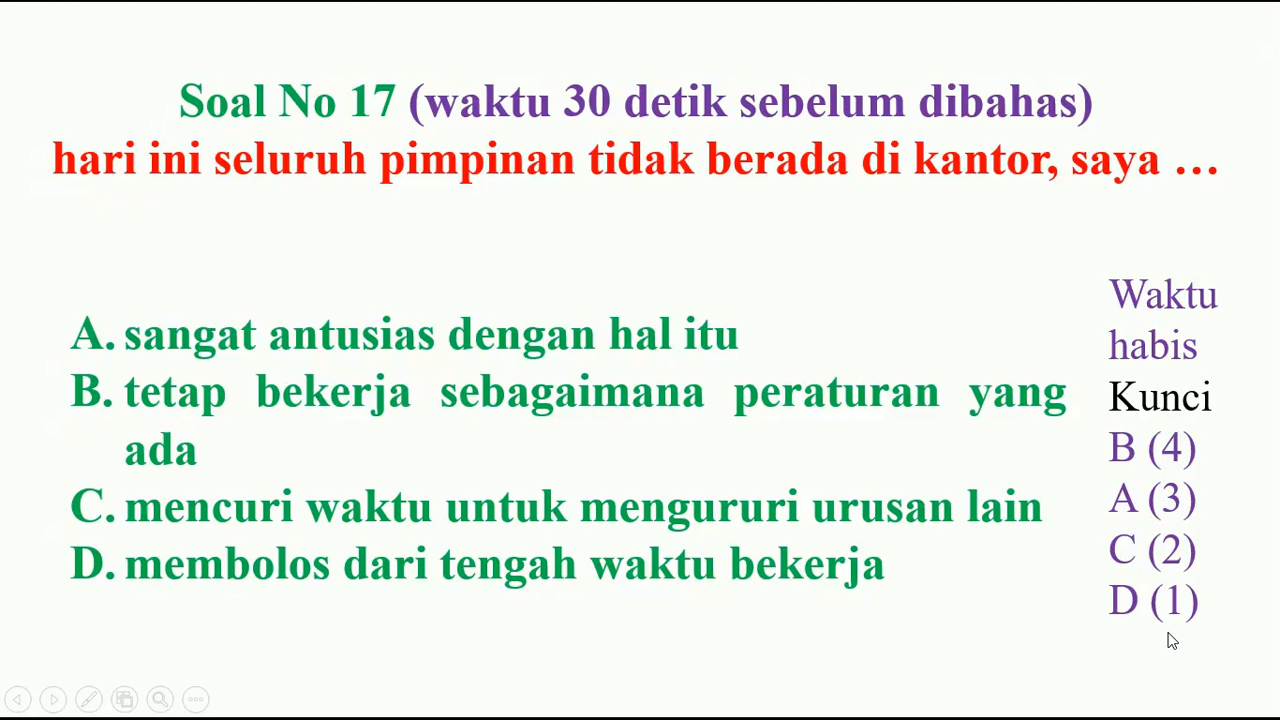 Soal No 17 (waktu 30 detik sebelum dibahas)
hari ini seluruh pimpinan tidak berada di kantor, saya …
A. sangat antusias dengan hal itu
B. tetap bekerja sebagaimana peraturan yang
ada
C. mencuri waktu untuk mengururi urusan lain
D. membolos dari tengah waktu bekerja
Waktu
habis
Kunci
B (4)
A (3)
C (2)
D (1)